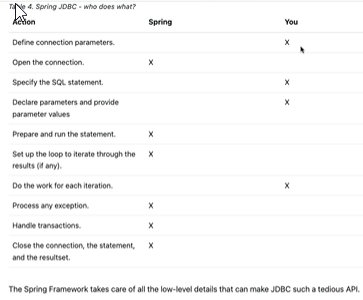 Table 4. Spring JDBC - who does what?
Action Spring You
Define connection parameters. X
Open the connection. X
Specify the SQL statement. X
Declare parameters and provide X
parameter values
Prepare and run the statement. X
Set up the loop to iterate through the X
results (if any).
Do the work for each iteration. X
Process any exception. X
Handle transactions. X
Close the connection, the statement, X
and the resultset.
The Spring Framework takes care of all the low-level details that can make JDBC such a tedious API.